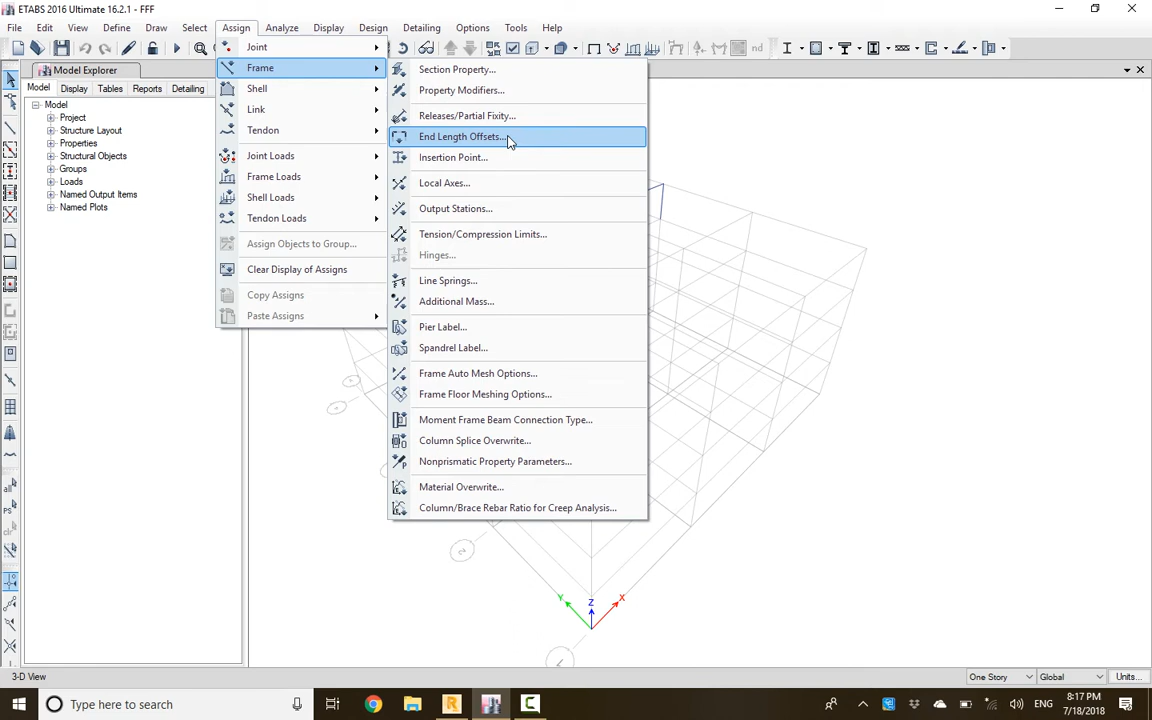 ETABS 2016 Ultimate 16.2.1 - FFF
File Edit View Define Draw Select Assign Analyze Display Design Detailing Options Tools Help
nd
Model Explorer
Model Display Tables Reports Detailing
Model
Project
Structure Layout
Properties
Structural Objects
Groups
Loads
Named Output Items
Named Plots
Joint
Frame
Shell
Link
Tendon
Joint Loads
Frame Loads
Shell Loads
Tendon Loads
Assign Objects to Group...
Clear Display of Assigns
Copy Assigns
Paste Assigns
Section Property...
Property Modifiers...
Releases/Partial Fixity...
End Length Offsets...
Insertion Point...
Local Axes...
Output Stations...
Tension/Compression Limits...
Hinges...
Line Springs...
Additional Mass...
Pier Label...
Spandrel Label...
Frame Auto Mesh Options...
Frame Floor Meshing Options...
Moment Frame Beam Connection Type...
Column Splice Overwrite...
Nonprismatic Property Parameters...
Material Overwrite...
Column/Brace Rebar Ratio for Creep Analysis...
all
PS
clr
Y Z X
3-D View
One Story Global Units...
Type here to search
ENG
8:17 PM
7/18/2018